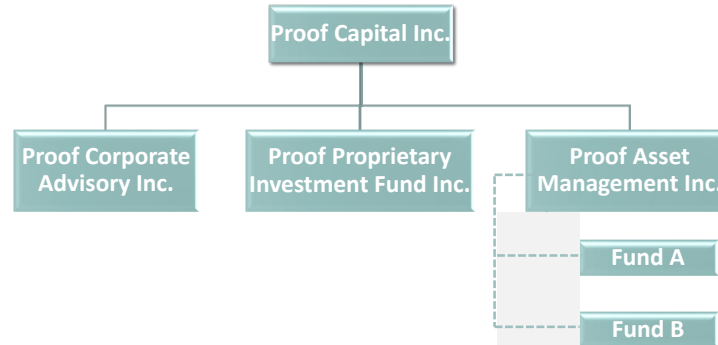 Proof Capital Inc.
Proof Corporate
Advisory Inc.
Proof Proprietary
Investment Fund Inc.
Proof Asset
Management Inc.
Fund A
Fund B